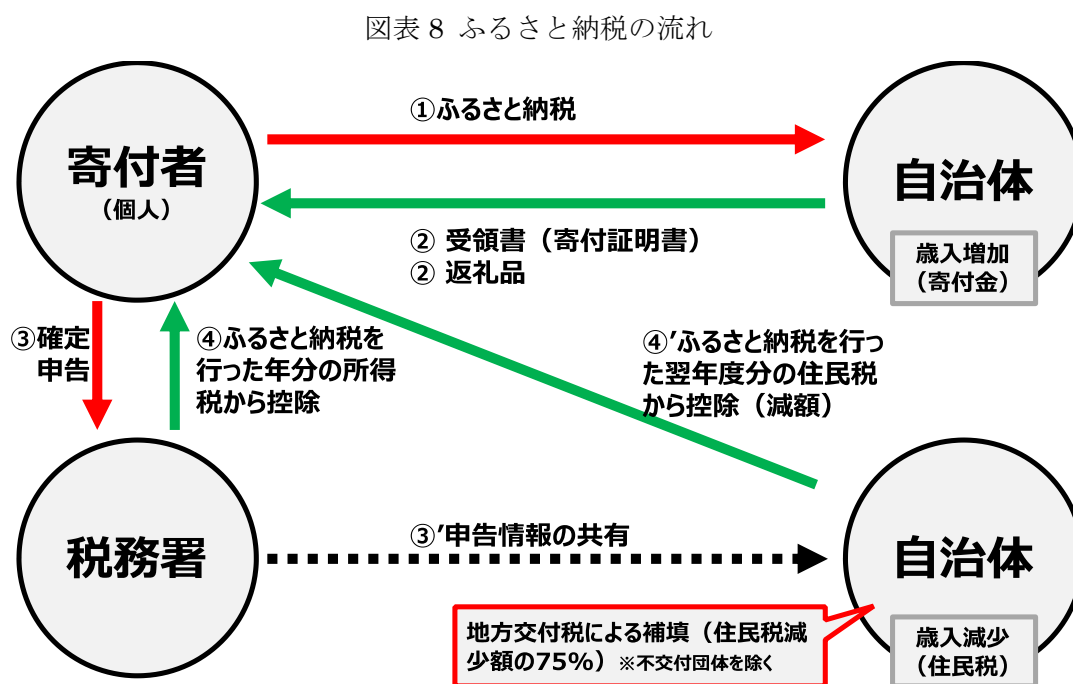 図表 8 ふるさと納税の流れ
①ふるさと納税
寄付者
（個人）
自治体
歳入増加
（寄付金）
② 受領書（寄付証明書）
② 返礼品
③確定
申告
④ふるさと納税を
行った年分の所得
税から控除
④’ふるさと納税を行っ
た翌年度分の住民税
から控除（減額）
税務署
③’申告情報の共有
自治体
地方交付税による補填（住民税減
少額の75%）※不交付団体を除く
歳入減少
（住民税）